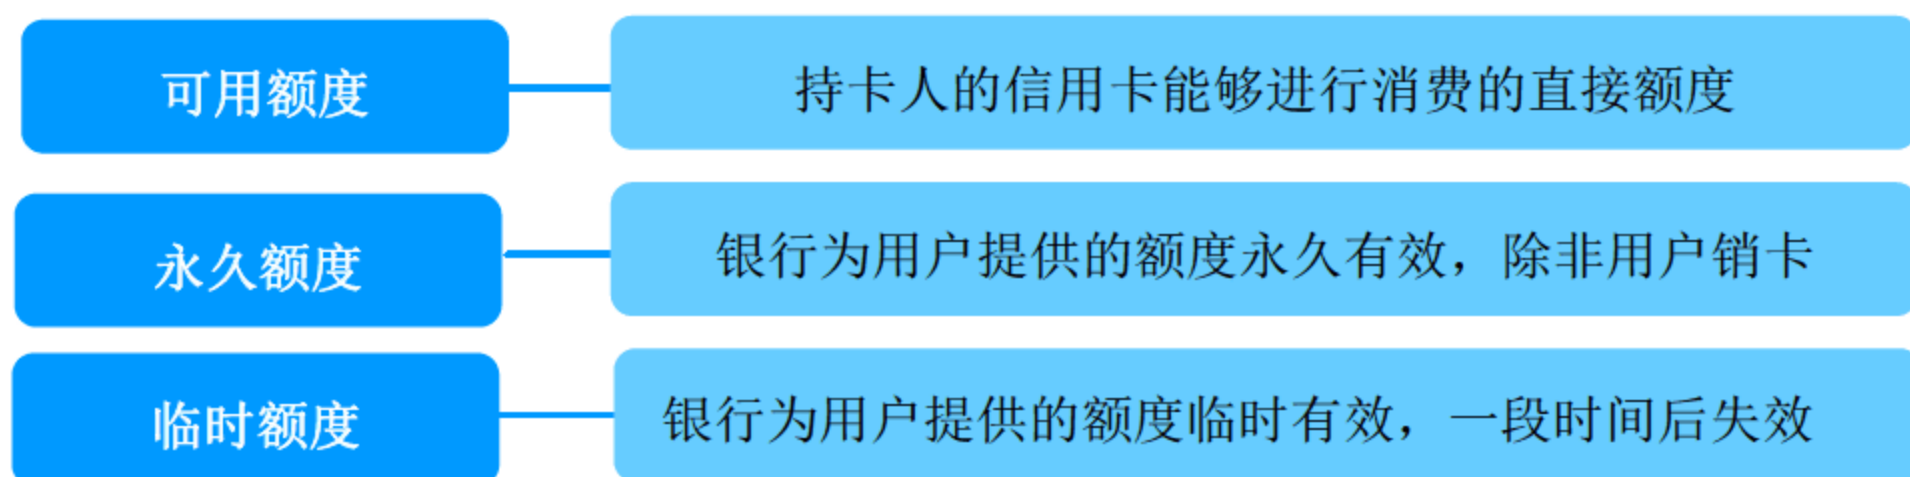 可用额度
持卡人的信用卡能够进行消费的直接额度
永久额度
银行为用户提供的额度永久有效，除非用户销卡
临时额度
银行为用户提供的额度临时有效，一段时间后失效